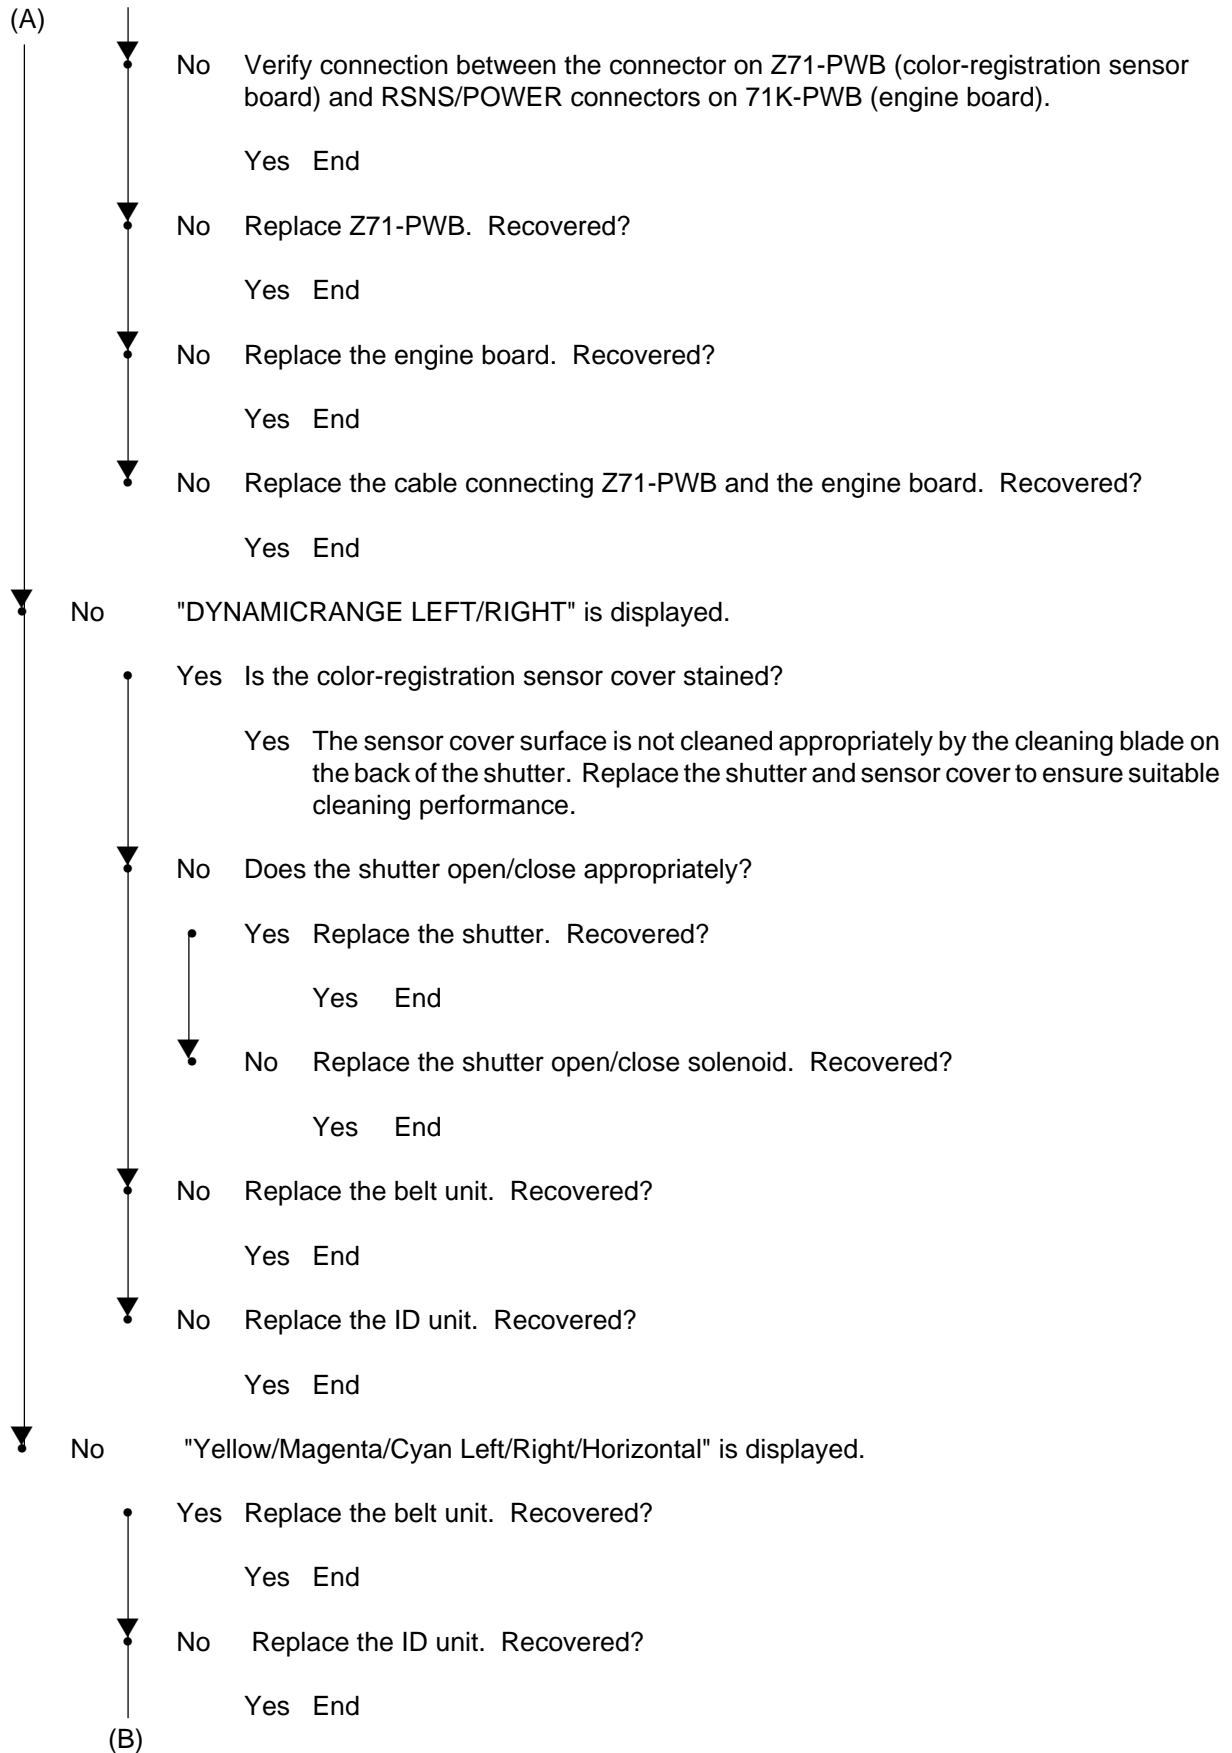 (A)
No Verify connection between the connector on Z71-PWB (color-registration sensor
board) and RSNS/POWER connectors on 71K-PWB (engine board).
Yes End
No Replace Z71-PWB. Recovered?
Yes End
No Replace the engine board. Recovered?
Yes End
No Replace the cable connecting Z71-PWB and the engine board. Recovered?
Yes End
No "DYNAMICRANGE LEFT/RIGHT" is displayed.
Yes Is the color-registration sensor cover stained?
Yes The sensor cover surface is not cleaned appropriately by the cleaning blade on
the back of the shutter. Replace the shutter and sensor cover to ensure suitable
cleaning performance.
No Does the shutter open/close appropriately?
Yes Replace the shutter. Recovered?
Yes End
No Replace the shutter open/close solenoid. Recovered?
Yes End
No Replace the belt unit. Recovered?
Yes End
No Replace the ID unit. Recovered?
Yes End
No "Yellow/Magenta/Cyan Left/Right/Horizontal" is displayed.
Yes Replace the belt unit. Recovered?
Yes End
No Replace the ID unit. Recovered?
Yes End
(B)